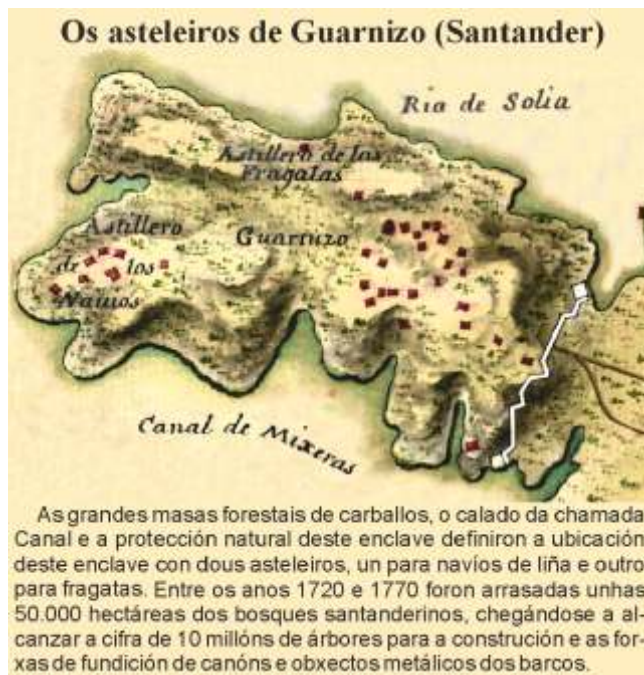 Os asteleiros de Guarnizo (Santander)
Ria de Solia
Astillero de las
Fragatas
Astillero
de los
Navios
Guarnizo
Canal de Mixeras
As grandes masas forestais de carballos, o calado da chamada
Canal e a protección natural deste enclave definiron a ubicación
deste enclave con dous asteleiros, un para navíos de liña e outro
para fragatas. Entre os anos 1720 e 1770 foron arrasadas unhas
50.000 hectáreas dos bosques santanderinos, chegándose a al-
canzar a cifra de 10 millóns de árbores para a construción e as for-
xas de fundición de canóns e obxectos metálicos dos barcos.